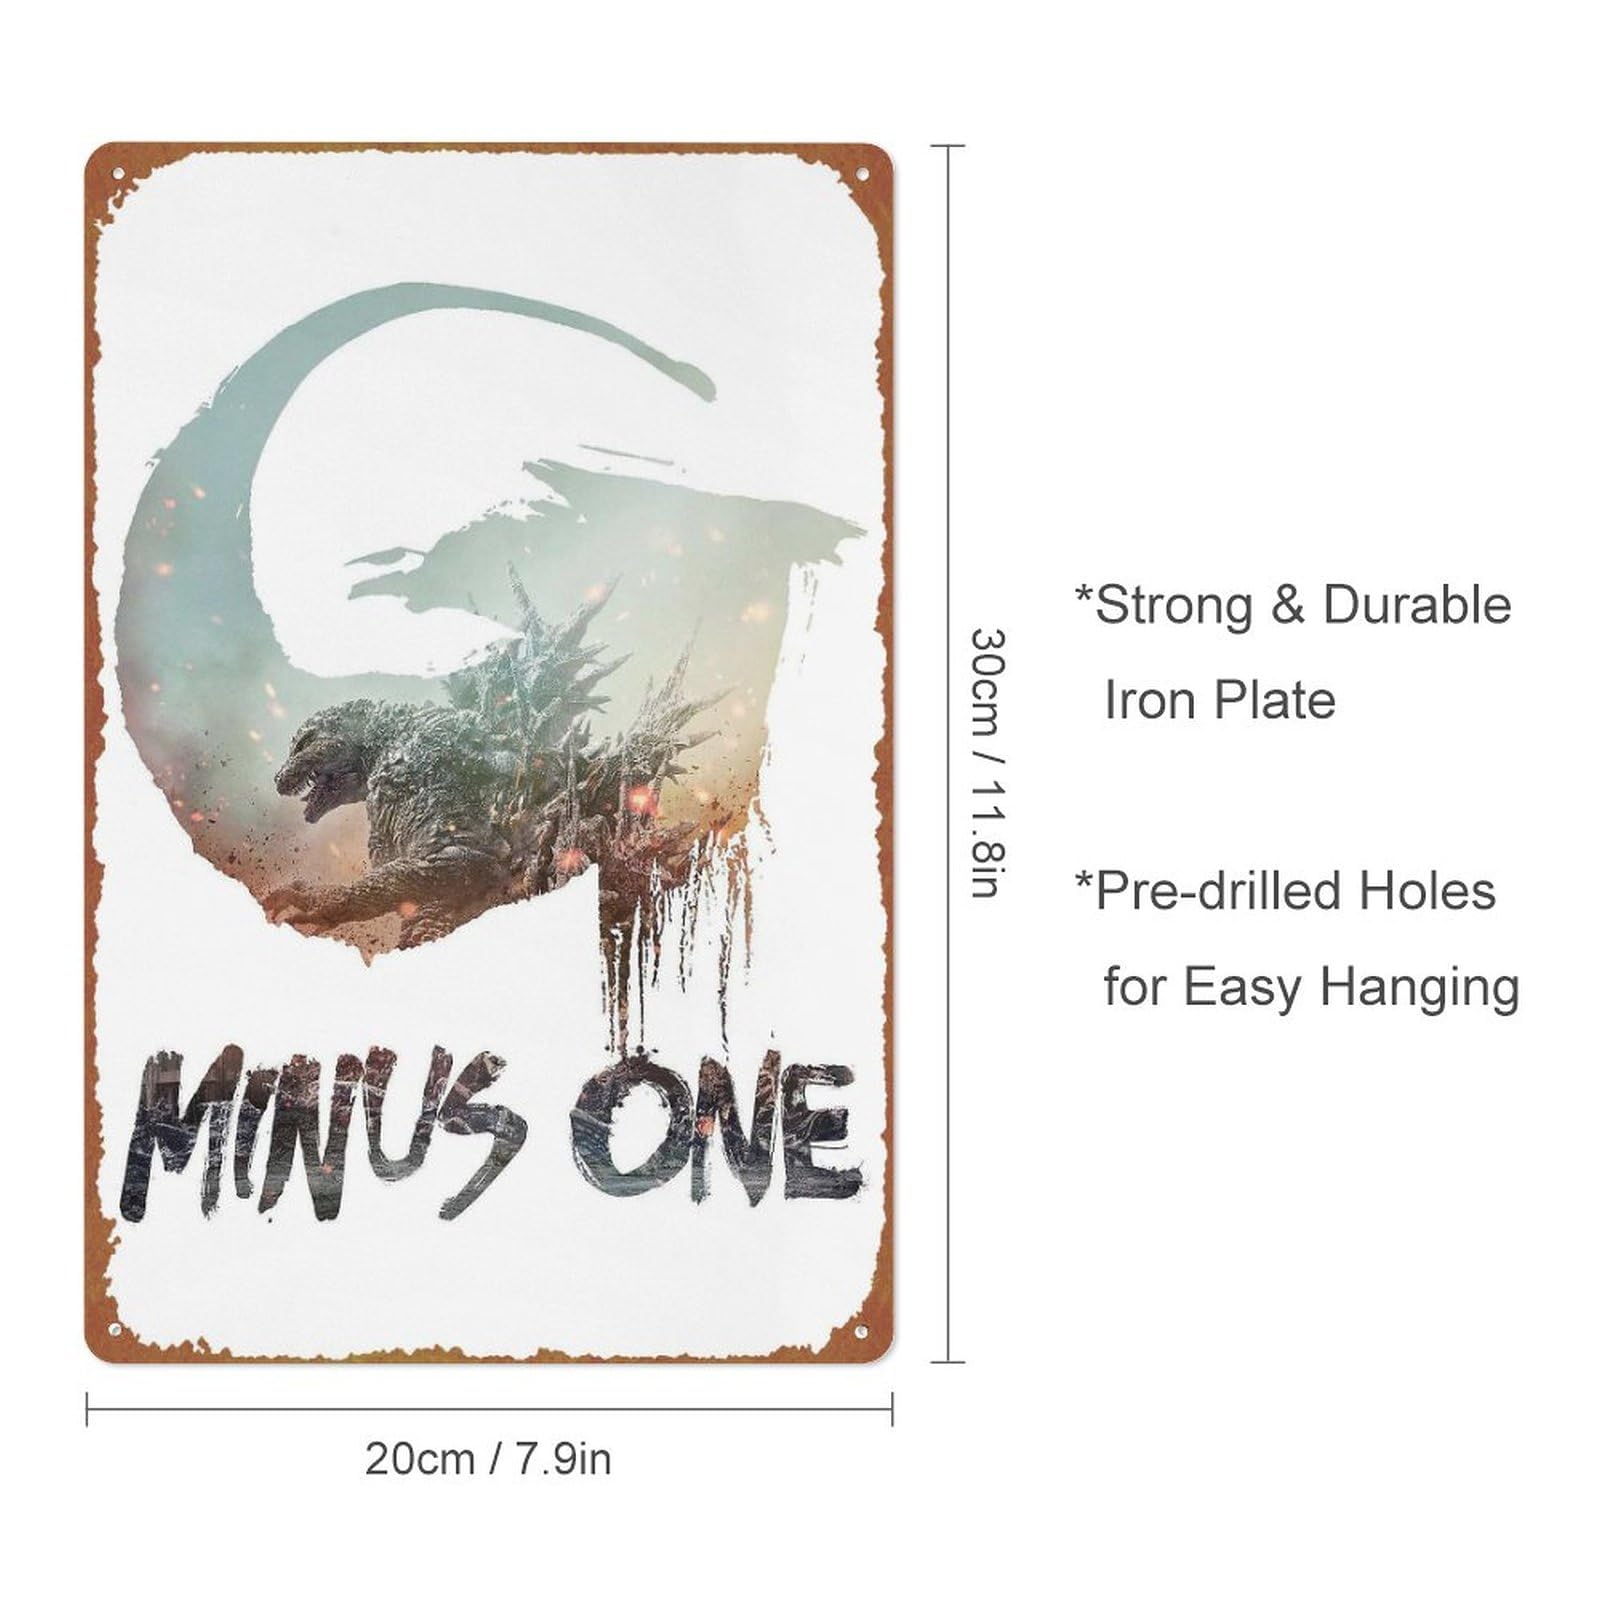 G
MINUS ONE
30cm / 11.8in
20cm / 7.9in
*Strong & Durable
Iron Plate
*Pre-drilled Holes
for Easy Hanging